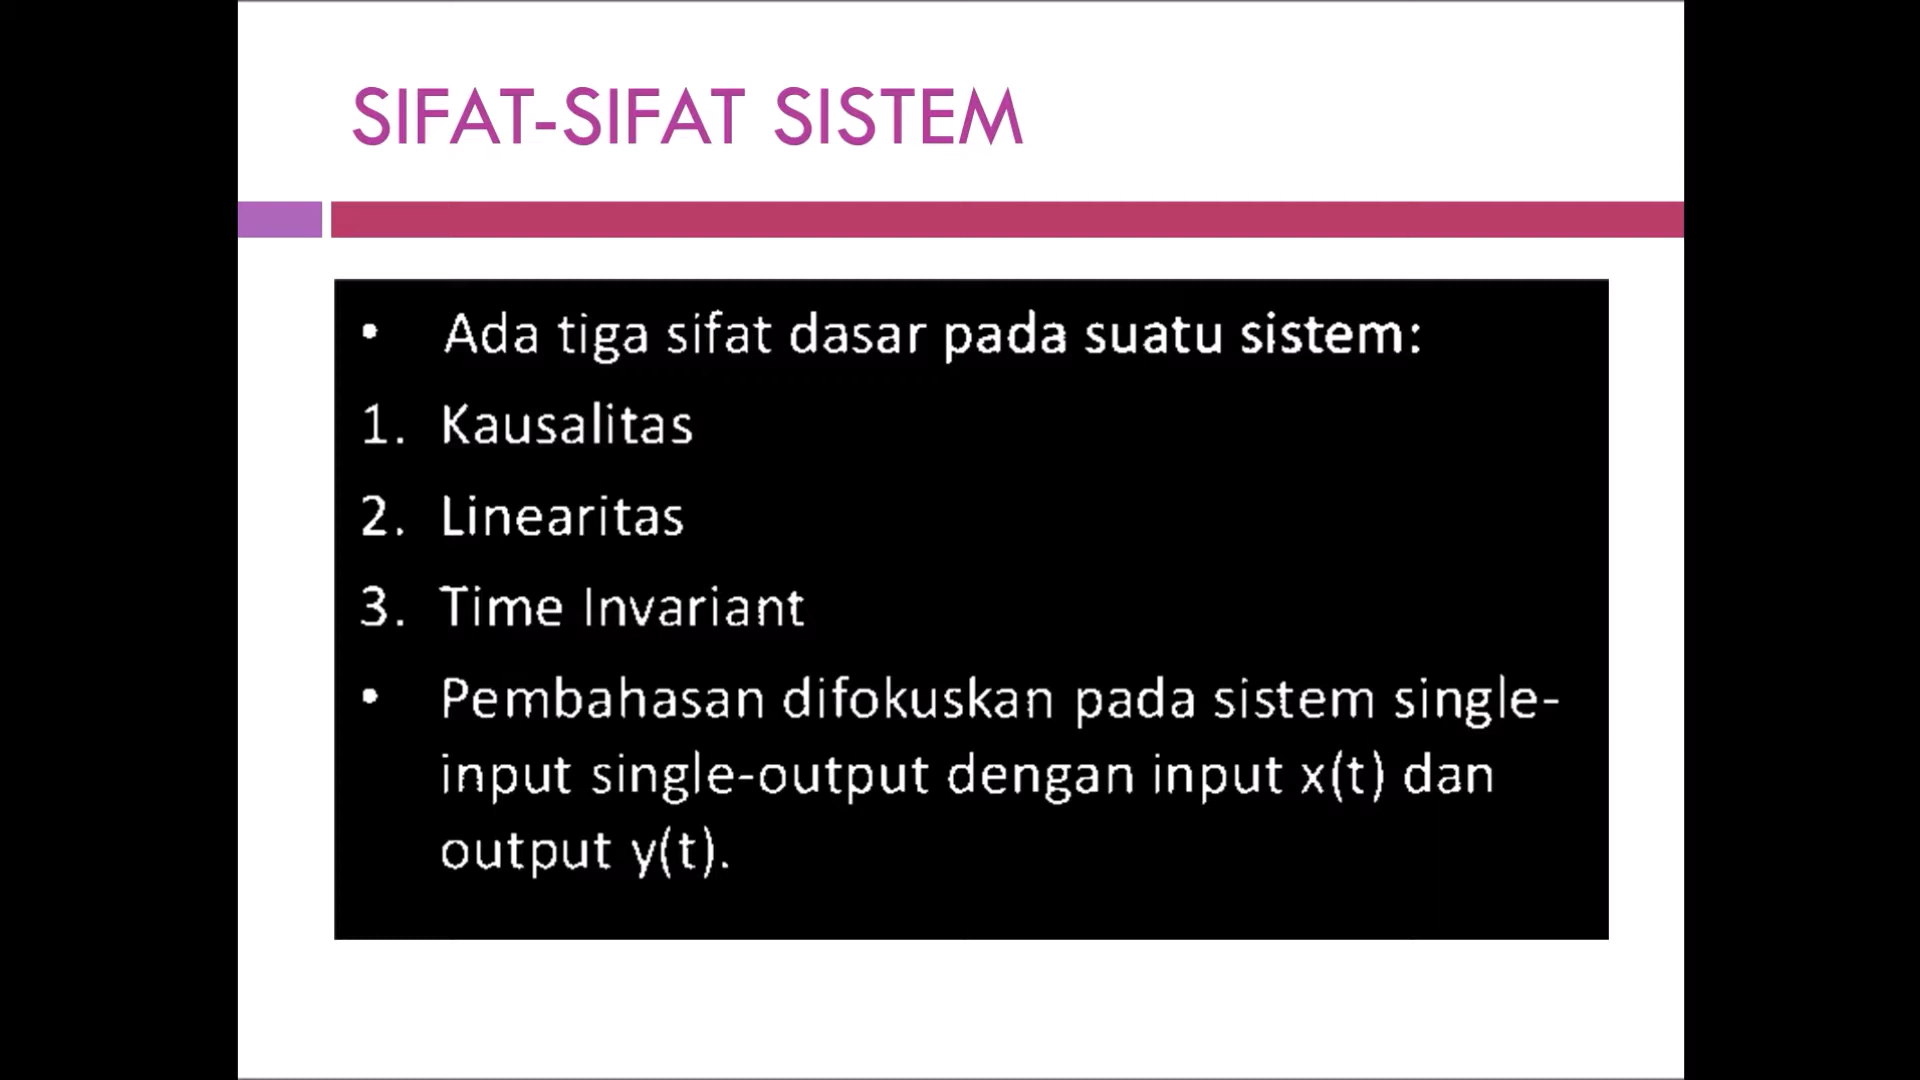 SIFAT-SIFAT SISTEM
• Ada tiga sifat dasar pada suatu sistem:
1. Kausalitas
2. Linearitas
3. Time Invariant
• Pembahasan difokuskan pada sistem single-
input single-output dengan input x(t) dan
output y(t).